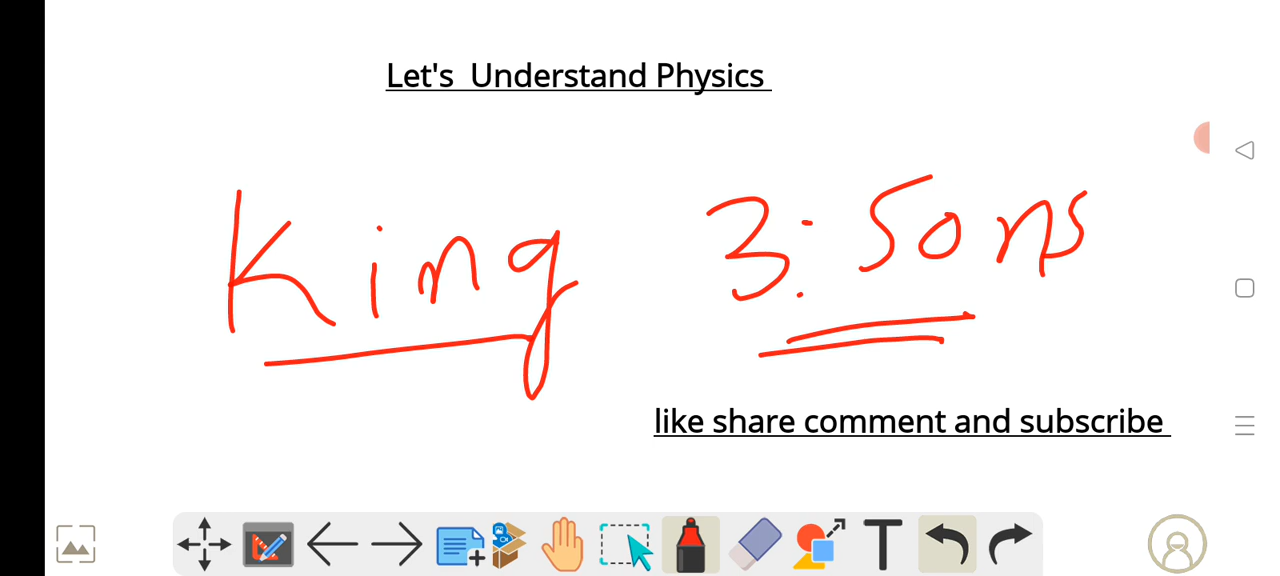 Let's Understand Physics
King 3: Sons
like share comment and subscribe